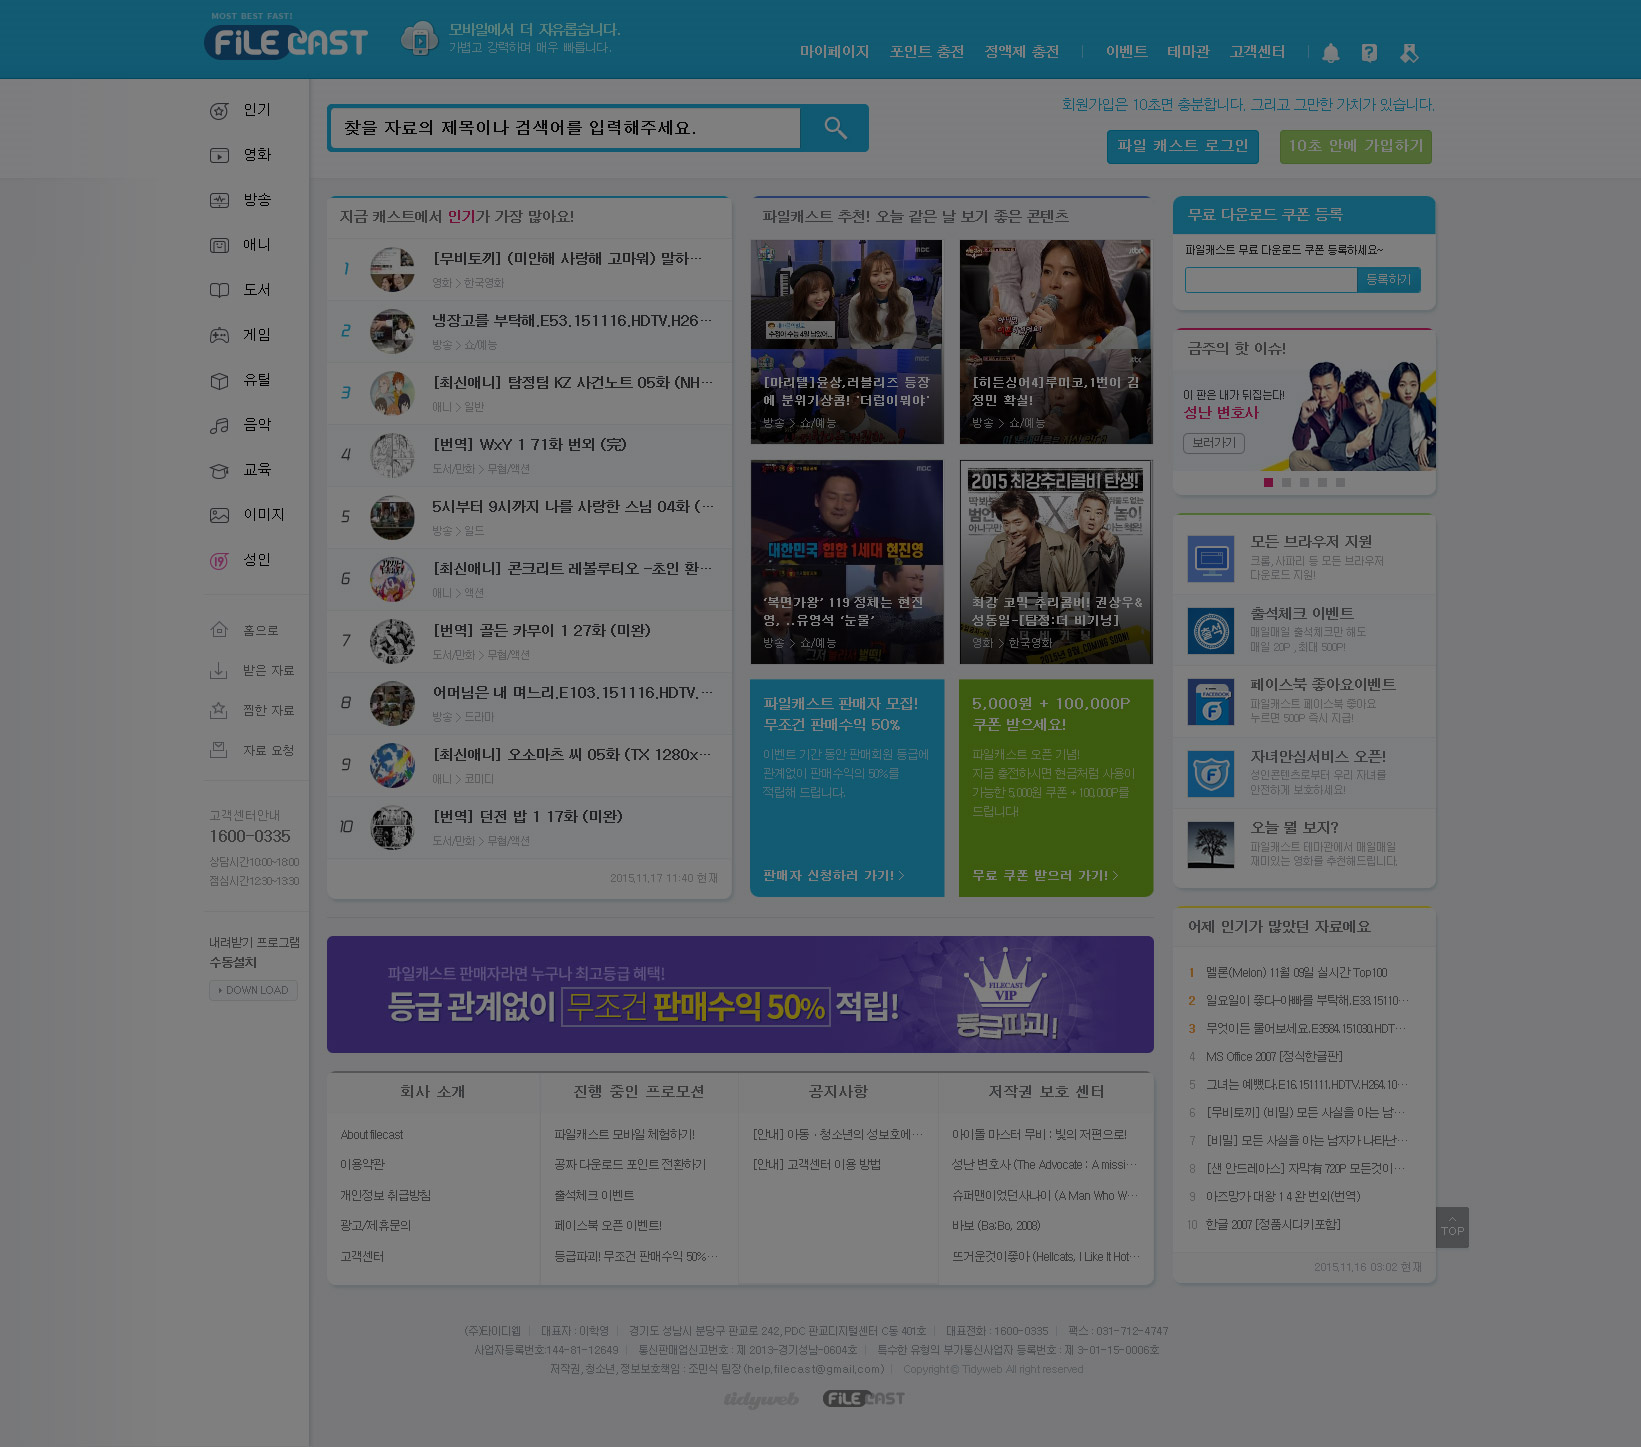 MOST BEST FAST!
FiLE CAST
모바일에서 더 자유롭습니다.
가볍고 강력하며 매우 빠릅니다.
마이페이지 포인트 충전 정액제 충전 이벤트 테마관 고객센터
인기
영화
방송
애니
도서
게임
유틸
음악
교육
이미지
성인
홈으로
받은 자료
찜한 자료
자료 요청
고객센터안내
1600-0335
상담시간10:00~18:00
점심시간12:30~13:30
내려받기 프로그램
수동설치
DOWN LOAD
찾을 자료의 제목이나 검색어를 입력해주세요.
회원가입은 10초면 충분합니다. 그리고 그만한 가치가 있습니다.
파일 캐스트 로그인
10초 안에 가입하기
지금 캐스트에서 인기가 가장 많아요!
1 [무비토끼] (미안해 사랑해 고마워) 말하…
영화 > 한국영화
2 냉장고를 부탁해.E53.151116.HDTV.H26…
방송 > 쇼/예능
3 [최신애니] 탐정팀 KZ 사건노트 05화 (NH…
애니 > 일반
4 [번역] WxY 1 71화 번외 (完)
도서/만화 > 무협/액션
5 5시부터 9시까지 나를 사랑한 스님 04화 (…
방송 > 일드
6 [최신애니] 콘크리트 레볼루티오 -초인 환…
애니 > 액션
7 [번역] 골든 카무이 1 27화 (미완)
도서/만화 > 무협/액션
8 어머님은 내 며느리.E103.151116.HDTV.…
방송 > 드라마
9 [최신애니] 오소마츠 씨 05화 (TX 1280x…
애니 > 코미디
10 [번역] 던전 밥 1 17화 (미완)
도서/만화 > 무협/액션
2015.11.17 11:40 현재
파일캐스트 추천! 오늘 같은 날 보기 좋은 콘텐츠
[마리텔]윤상,러블리즈 등장
에 분위기상콤! '더럽이뭐야'
방송 > 쇼/예능
[히든싱어4]루미코,1번이 김
정민 확실!
방송 > 쇼/예능
대한민국 힙합 1세대 현진영
'복면가왕' 119 정체는 현진
영, ..유영석 '눈물'
방송 > 쇼/예능
2015 최강추리콤비 탄생!
최강 코믹 추리콤비! 권상우&
성동일-[탐정:더 비기닝]
영화 > 한국영화
파일캐스트 판매자 모집!
무조건 판매수익 50%
이벤트 기간 동안 판매회원 등급에
관계없이 판매수익의 50%를
적립해 드립니다.
판매자 신청하러 가기! >
5,000원 + 100,000P
쿠폰 받으세요!
파일캐스트 오픈 기념!
지금 충전하시면 현금처럼 사용이
가능한 5,000원 쿠폰 + 100,000P를
드립니다!
무료 쿠폰 받으러 가기! >
무료 다운로드 쿠폰 등록
파일캐스트 무료 다운로드 쿠폰 등록하세요~
등록하기
금주의 핫 이슈!
이 판은 내가 뒤집는다!
성난 변호사
보러가기
모든 브라우저 지원
크롬, 사파리 등 모든 브라우저
다운로드 지원!
출석체크 이벤트
매일매일 출석체크만 해도
매일 20P , 최대 500P!
페이스북 좋아요이벤트
파일캐스트 페이스북 좋아요
누르면 500P 즉시 지급!
자녀안심서비스 오픈!
성인콘텐츠로부터 우리 자녀를
안전하게 보호하세요!
오늘 뭘 보지?
파일캐스트 테마관에서 매일매일
재미있는 영화를 추천해드립니다.
어제 인기가 많았던 자료에요
1 멜론(Melon) 11월 09일 실시간 Top100
2 일요일이 좋다-아빠를 부탁해.E33.15110…
3 무엇이든 물어보세요.E3584.151030.HDT…
4 MS Office 2007 [정식한글판]
5 그녀는 예뻤다.E16.151111.HDTV.H264.10…
6 [무비토끼] (비밀) 모든 사실을 아는 남…
7 [비밀] 모든 사실을 아는 남자가 나타난…
8 [샌 안드레아스] 자막有 720P 모든것이…
9 아즈망가 대왕 1 4 완 번외(번역)
10 한글 2007 [정품시디키포함]
2015.11.16 03:02 현재
TOP
파일캐스트 판매자라면 누구나 최고등급 혜택!
등급 관계없이 무조건 판매수익 50% 적립!
FILECAST
VIP
등급파괴!
회사 소개
About filecast
이용약관
개인정보 취급방침
광고/제휴문의
고객센터
진행 중인 프로모션
파일캐스트 모바일 체험하기!
공짜 다운로드 포인트 전환하기
출석체크 이벤트
페이스북 오픈 이벤트!
등급파괴! 무조건 판매수익 50%…
공지사항
[안내] 아동 · 청소년의 성보호에…
[안내] 고객센터 이용 방법
저작권 보호 센터
아이돌 마스터 무비 : 빛의 저편으로!
성난 변호사 (The Advocate : A missi…
슈퍼맨이었던사나이 (A Man Who W…
바보 (Ba:Bo, 2008)
뜨거운것이좋아 (Hellcats, I Like It Hot…
(주)타이디웹 대표자 : 이학영 경기도 성남시 분당구 판교로 242, PDC 판교디지털센터 C동 401호 대표전화 : 1600-0335 팩스 : 031-712-4747
사업자등록번호:144-81-12649 통신판매업신고번호 : 제 2013-경기성남-0604호 특수한 유형의 부가통신사업자 등록번호 : 제 3-01-15-0006호
저작권, 청소년, 정보보호책임 : 조민식 팀장 (help.filecast@gmail.com) Copyright © Tidyweb All right reserved
tidyweb FiLE CAST